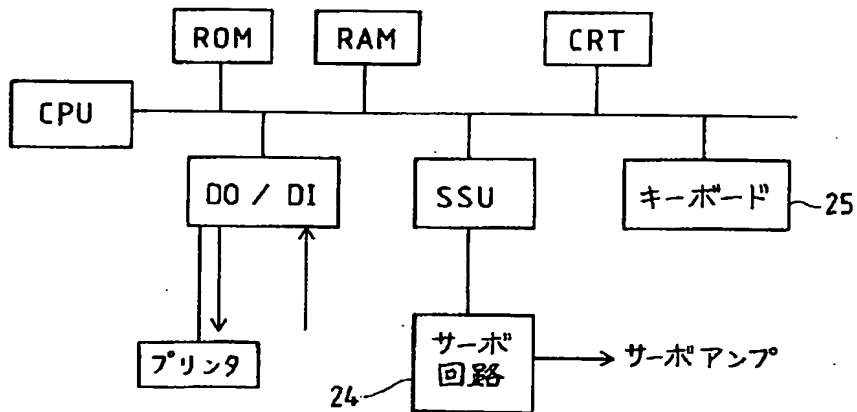 ROM
RAM
CRT
CPU
DO / DI
SSU
キーボード
25
プリンタ
サーボ
回路
サーボアンプ
24